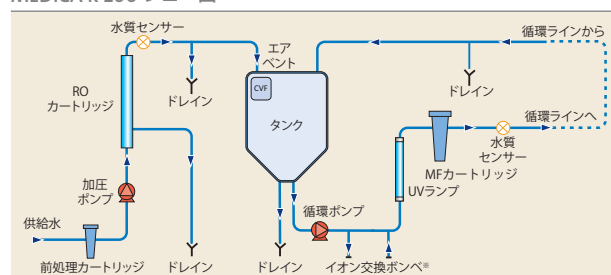 水質センサー
エア
ベント
循環ラインから
RO
カートリッジ
ドレイン
CVF
タンク
ドレイン
循環ラインへ
水質
センサー
MFカートリッジ
UVランプ
加圧
ポンプ
循環ポンプ
供給水
前処理カートリッジ
ドレイン
ドレイン
イオン交換ボンベ※